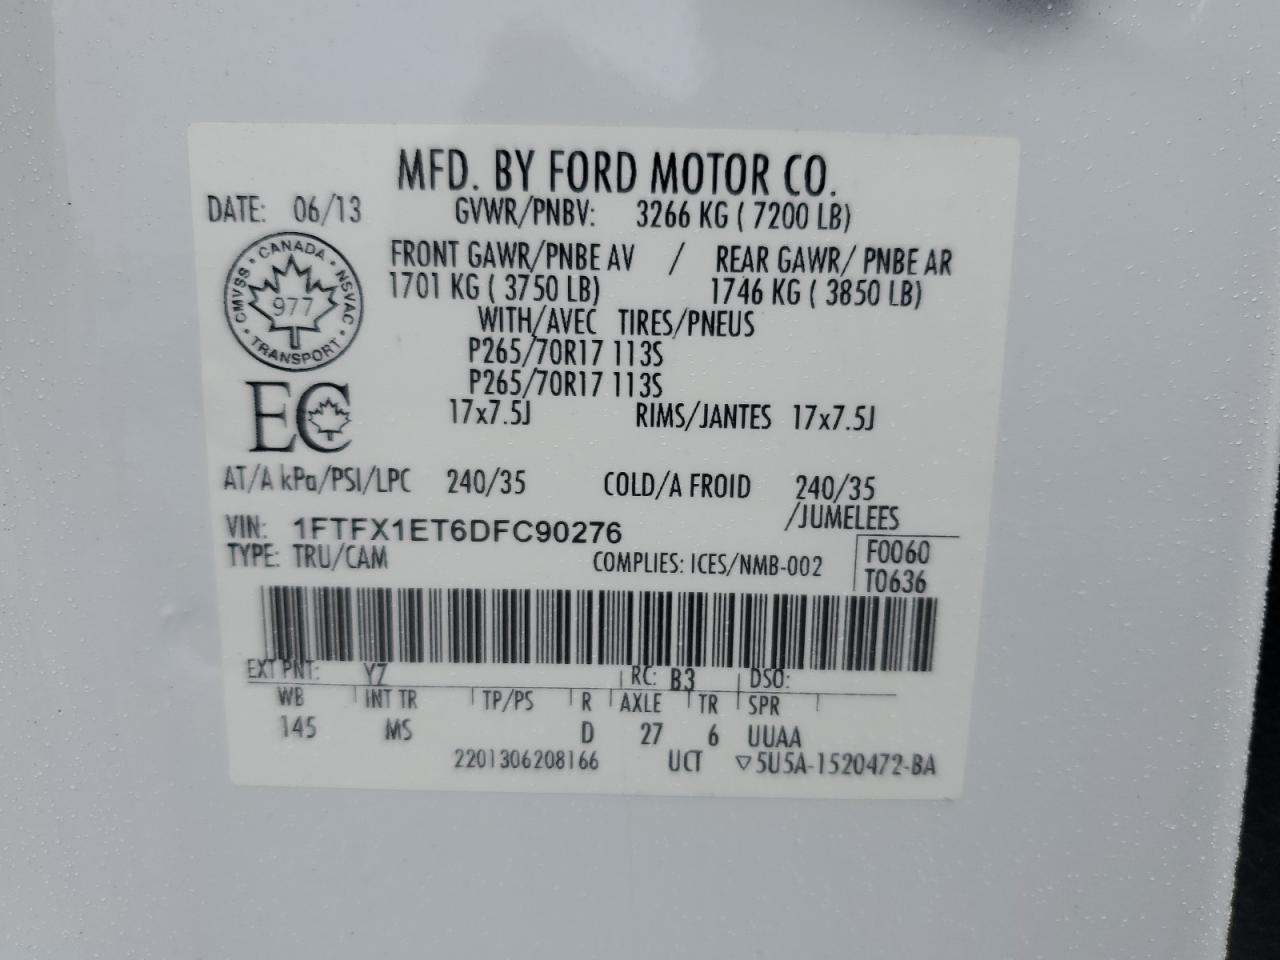 MFD. BY FORD MOTOR CO.
DATE: 06/13 GVWR/PNBV: 3266 KG ( 7200 LB)
FRONT GAWR/PNBE AV / REAR GAWR/ PNBE AR
1701 KG ( 3750 LB) 1746 KG ( 3850 LB)
WITH/AVEC TIRES/PNEUS
P265/70R17 113S
P265/70R17 113S
17x7.5J RIMS/JANTES 17x7.5J
CANADA
CMVSS · NSVAC
977
TRANSPORT
EC
AT/A kPa/PSI/LPC 240/35 COLD/A FROID 240/35
/JUMELEES
VIN: 1FTFX1ET6DFC90276
TYPE: TRU/CAM COMPLIES: ICES/NMB-002
F0060
T0636
EXT PNT: YZ RC: B3 DSO:
WB INT TR TP/PS R AXLE TR SPR
145 MS D 27 6 UUAA
2201306208166 UCT ▽5U5A-1520472-BA